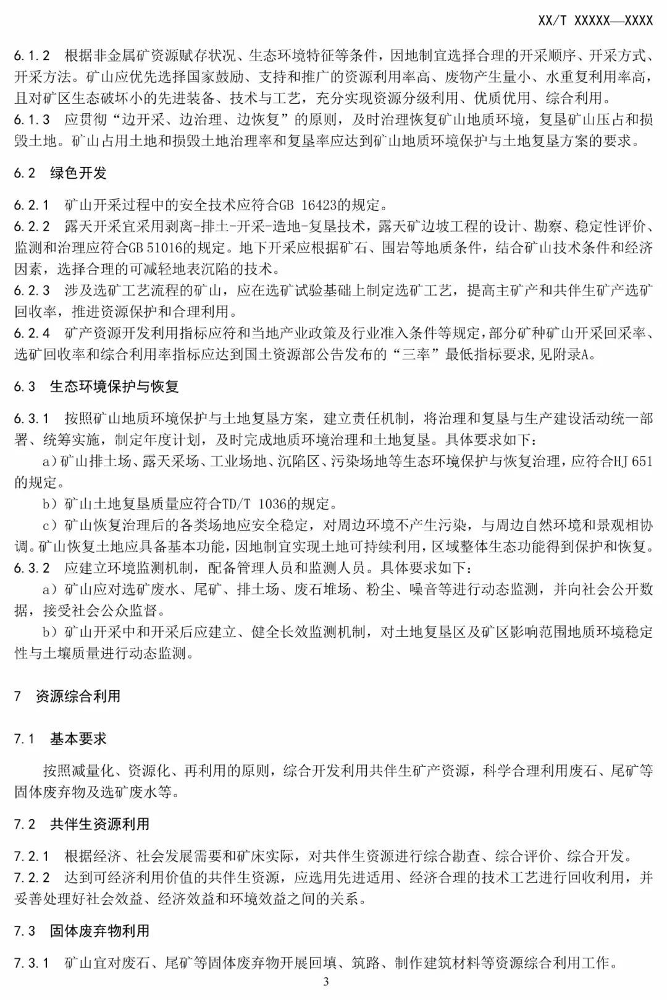 XX/T XXXXX—XXXX
6.1.2 根据非金属矿资源赋存状况、生态环境特征等条件，因地制宜选择合理的开采顺序、开采方式、
开采方法。矿山应优先选择国家鼓励、支持和推广的资源利用率高、废物产生量小、水重复利用率高，
且对矿区生态破坏小的先进装备、技术与工艺，充分实现资源分级利用、优质优用、综合利用。
6.1.3 应贯彻“边开采、边治理、边恢复”的原则，及时治理恢复矿山地质环境，复垦矿山压占和损
毁土地。矿山占用土地和损毁土地治理率和复垦率应达到矿山地质环境保护与土地复垦方案的要求。
6.2 绿色开发
6.2.1 矿山开采过程中的安全技术应符合GB 16423的规定。
6.2.2 露天开采宜采用剥离-排土-开采-造地-复垦技术，露天矿边坡工程的设计、勘察、稳定性评价、
监测和治理应符合GB 51016的规定。地下开采应根据矿石、围岩等地质条件，结合矿山技术条件和经济
因素，选择合理的可减轻地表沉陷的技术。
6.2.3 涉及选矿工艺流程的矿山，应在选矿试验基础上制定选矿工艺，提高主矿产和共伴生矿产选矿
回收率，推进资源保护和合理利用。
6.2.4 矿产资源开发利用指标应符和当地产业政策及行业准入条件等规定，部分矿种矿山开采回采率、
选矿回收率和综合利用率指标应达到国土资源部公告发布的“三率”最低指标要求,见附录A。
6.3 生态环境保护与恢复
6.3.1 按照矿山地质环境保护与土地复垦方案，建立责任机制，将治理和复垦与生产建设活动统一部
署、统筹实施，制定年度计划，及时完成地质环境治理和土地复垦。具体要求如下：
a）矿山排土场、露天采场、工业场地、沉陷区、污染场地等生态环境保护与恢复治理，应符合HJ 651
的规定。
b）矿山土地复垦质量应符合TD/T 1036的规定。
c）矿山恢复治理后的各类场地应安全稳定，对周边环境不产生污染，与周边自然环境和景观相协
调。矿山恢复土地应具备基本功能，因地制宜实现土地可持续利用，区域整体生态功能得到保护和恢复。
6.3.2 应建立环境监测机制，配备管理人员和监测人员。具体要求如下：
a）矿山应对选矿废水、尾矿、排土场、废石堆场、粉尘、噪音等进行动态监测，并向社会公开数
据，接受社会公众监督。
b）矿山开采中和开采后应建立、健全长效监测机制，对土地复垦区及矿区影响范围地质环境稳定
性与土壤质量进行动态监测。
7 资源综合利用
7.1 基本要求
按照减量化、资源化、再利用的原则，综合开发利用共伴生矿产资源，科学合理利用废石、尾矿等
固体废弃物及选矿废水等。
7.2 共伴生资源利用
7.2.1 根据经济、社会发展需要和矿床实际，对共伴生资源进行综合勘查、综合评价、综合开发。
7.2.2 达到可经济利用价值的共伴生资源，应选用先进适用、经济合理的技术工艺进行回收利用，并
妥善处理好社会效益、经济效益和环境效益之间的关系。
7.3 固体废弃物利用
7.3.1 矿山宜对废石、尾矿等固体废弃物开展回填、筑路、制作建筑材料等资源综合利用工作。
3